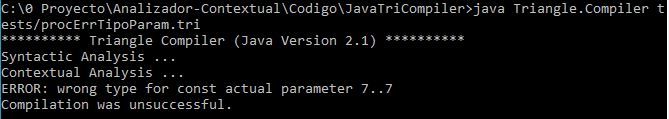 C:\0 Proyecto\Analizador-Contextual\Codigo\JavaTriCompiler>java Triangle.Compiler t
ests/procErrTipoParam.tri
********** Triangle Compiler (Java Version 2.1) **********
Syntactic Analysis ...
Contextual Analysis ...
ERROR: wrong type for const actual parameter 7..7
Compilation was unsuccessful.